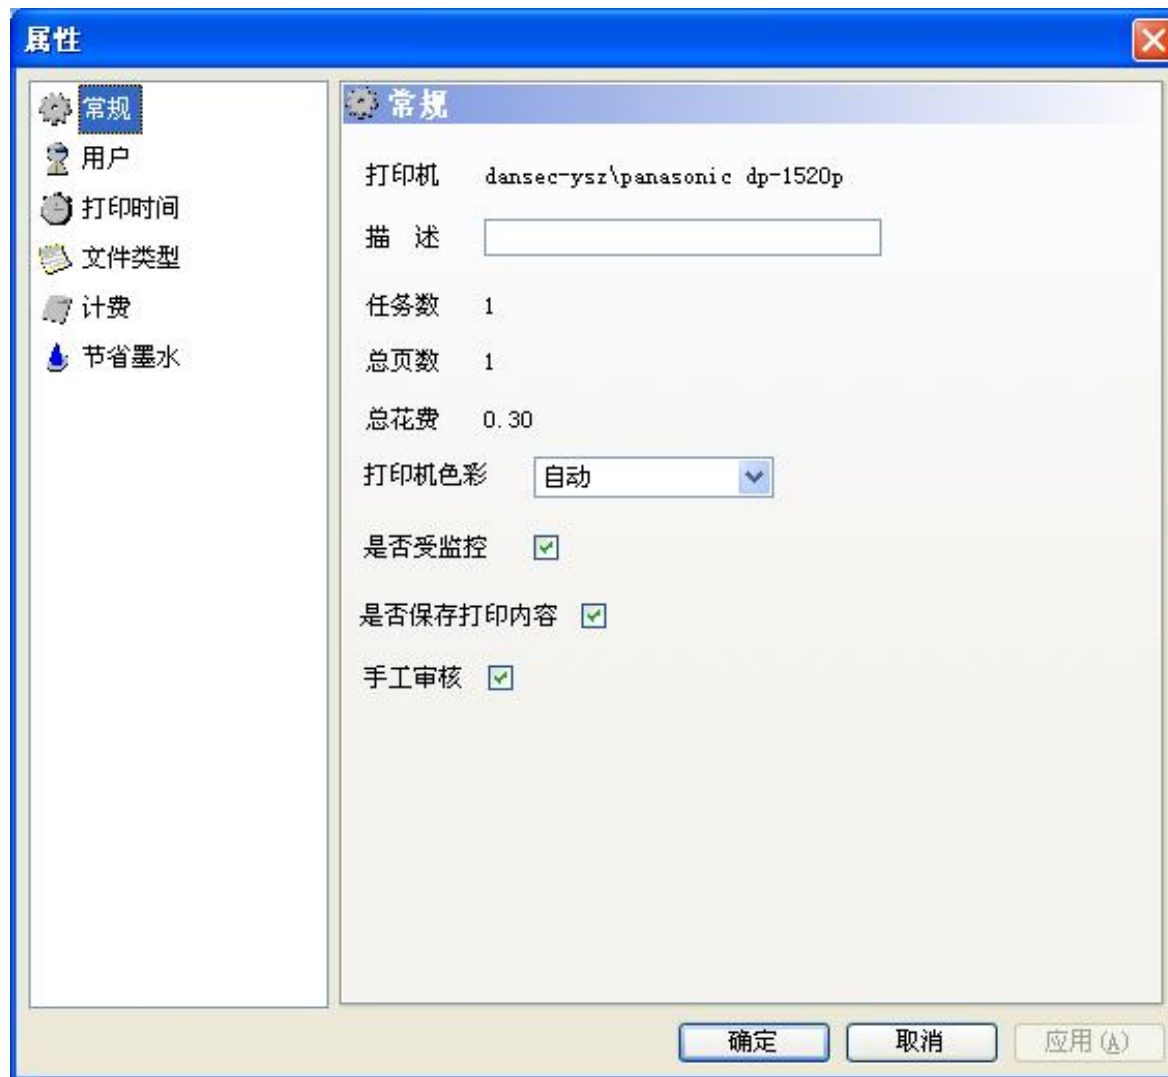 属性
常规
用户
打印时间
文件类型
计费
节省墨水
常规
打印机 dansec-ysz\panasonic dp-1520p
描 述
任务数 1
总页数 1
总花费 0.30
打印机色彩 自动
是否受监控
是否保存打印内容
手工审核
确定 取消 应用(A)